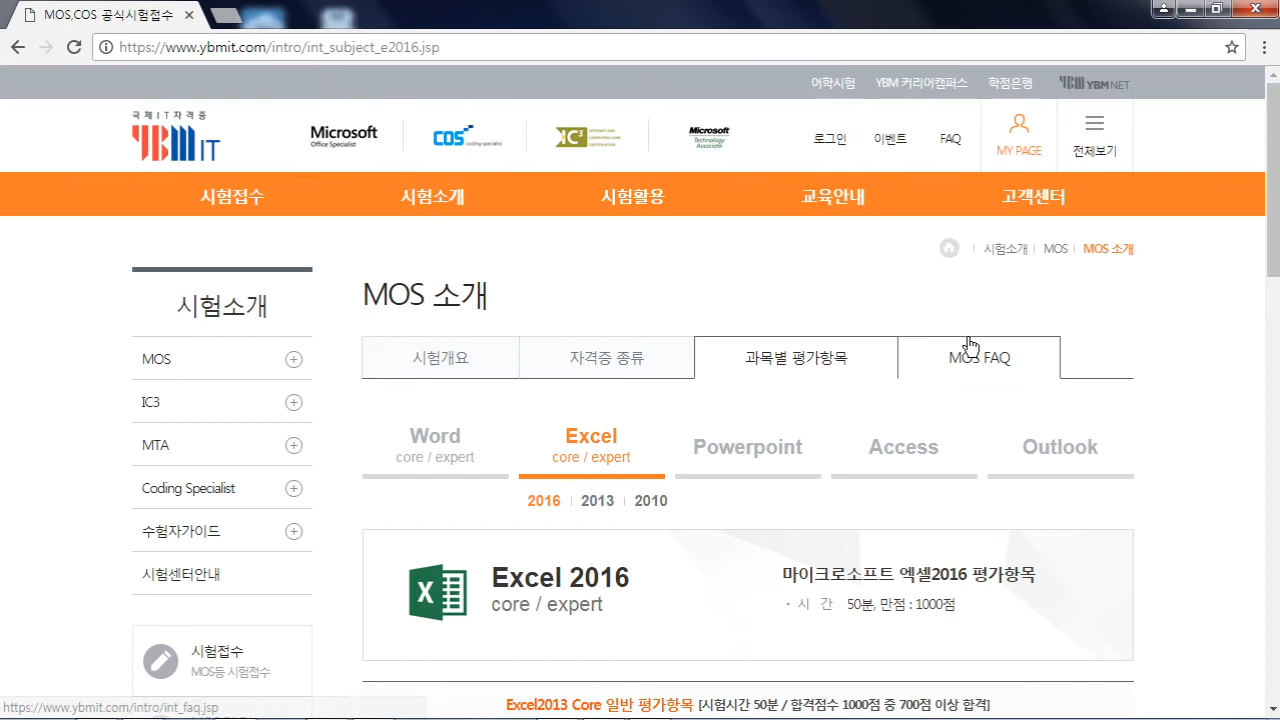 MOS,COS 공식시험접수
https://www.ybmit.com/intro/int_subject_e2016.jsp
어학시험 YBM 커리어캠퍼스 학점은행 YBM YBMNET
국제IT자격증
YBM IT
Microsoft
Office Specialist
COS coding specialist
IC3 INTERNET AND COMPUTING CORE CERTIFICATION
Microsoft
Technology
Associate
로그인 이벤트 FAQ MY PAGE 전체보기
시험접수 시험소개 시험활용 교육안내 고객센터
시험소개 MOS MOS 소개
시험소개
MOS
IC3
MTA
Coding Specialist
수험자가이드
시험센터안내
시험접수
MOS등 시험접수
MOS 소개
시험개요 자격증 종류 과목별 평가항목 MOS FAQ
Word
core / expert
Excel
core / expert
Powerpoint
Access
Outlook
2016 2013 2010
Excel 2016
core / expert
마이크로소프트 엑셀2016 평가항목
· 시 간 50분, 만점 : 1000점
Excel2013 Core 일반 평가항목 [시험시간 50분 / 합격점수 1000점 중 700점 이상 합격]
https://www.ybmit.com/intro/int_faq.jsp